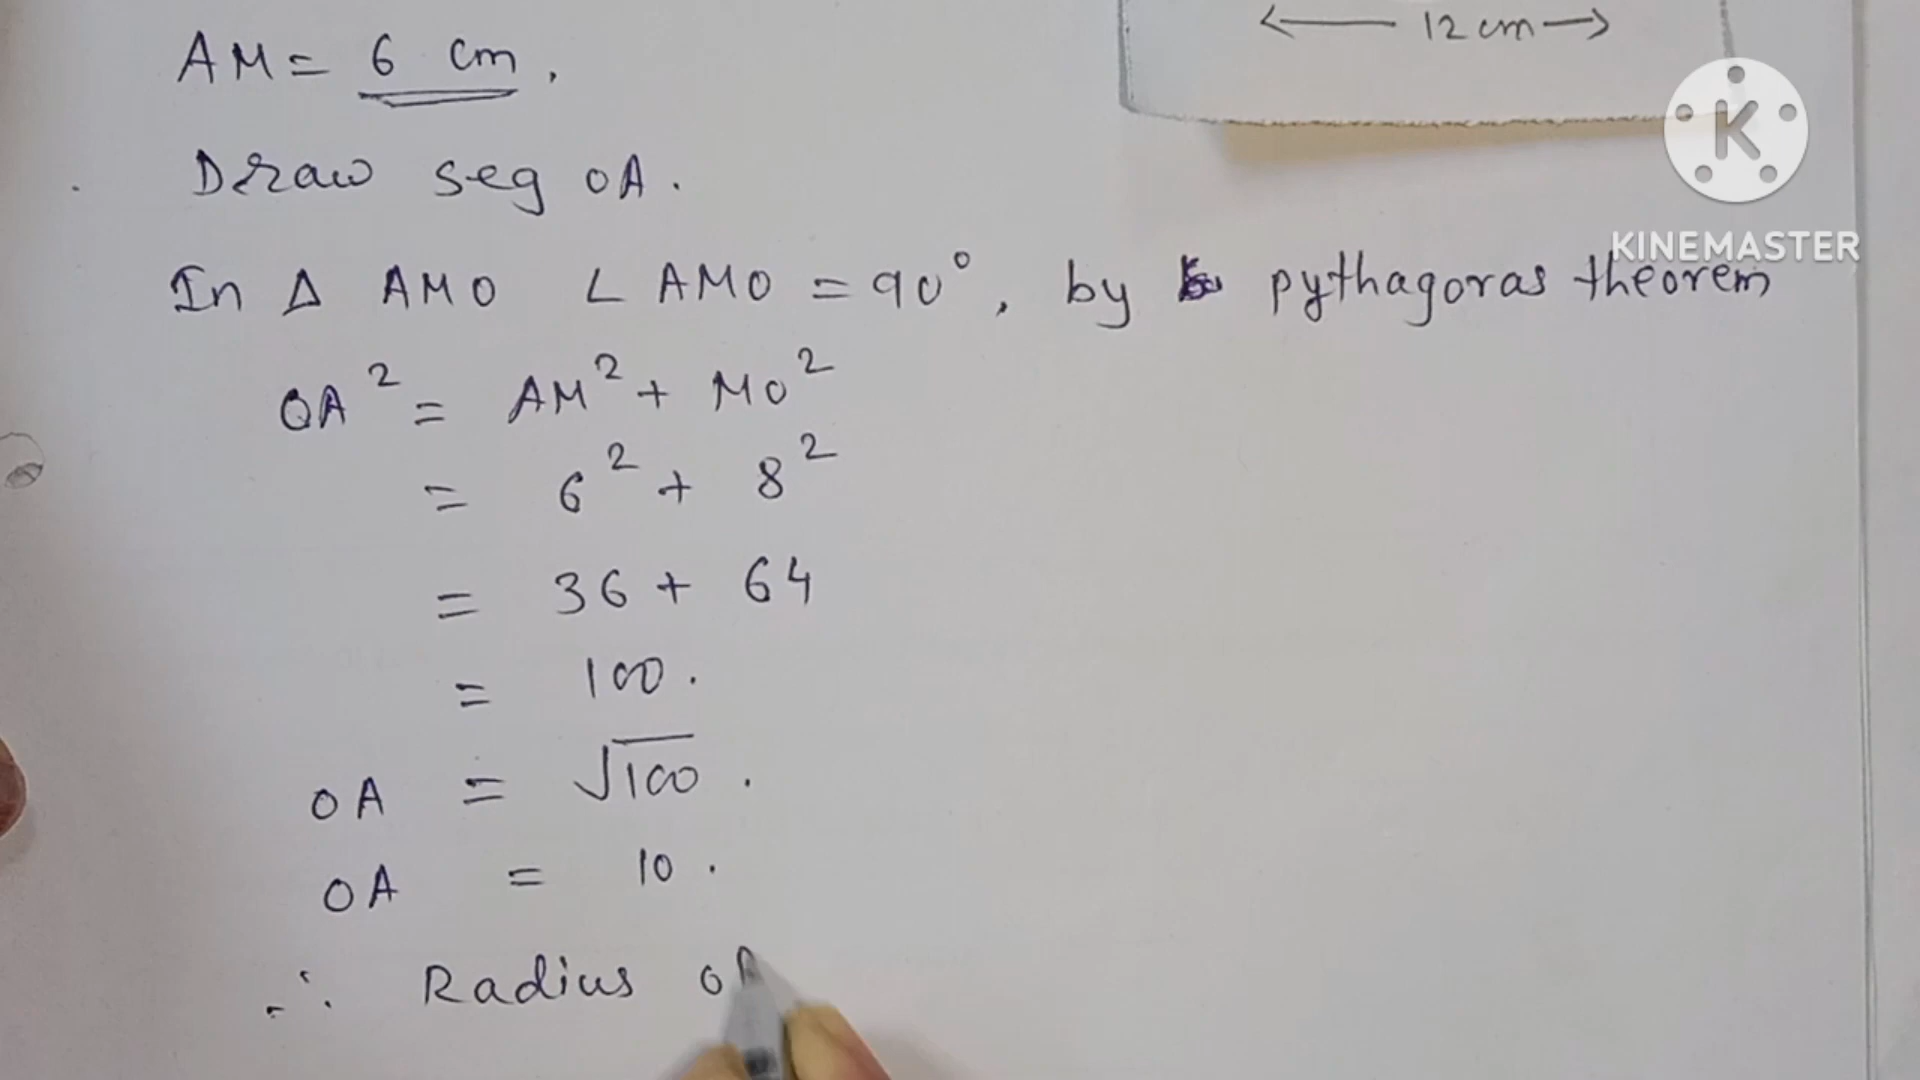 12 cm
AM = 6 cm.
K
KINEMASTER
Draw seg OA.
In Δ AMO ∠ AMO = 90°, by pythagoras theorem
OA² = AM² + MO²
= 6² + 8²
= 36 + 64
= 100.
OA = √100.
OA = 10.
∴ Radius OA